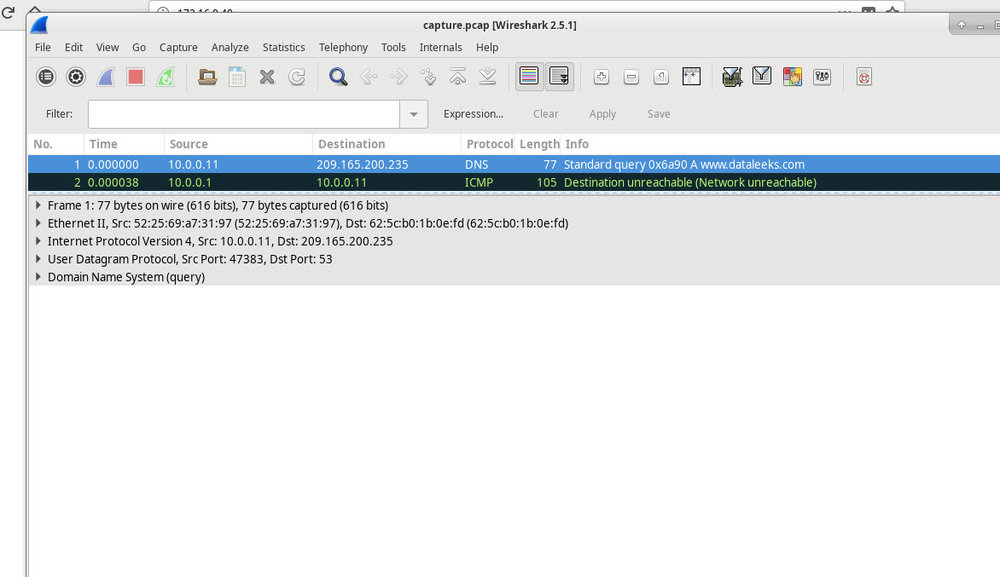 capture.pcap [Wireshark 2.5.1]
File Edit View Go Capture Analyze Statistics Telephony Tools Internals Help
Filter: Expression... Clear Apply Save
No. Time Source Destination Protocol Length Info
1 0.000000 10.0.0.11 209.165.200.235 DNS 77 Standard query 0x6a90 A www.dataleeks.com
2 0.000038 10.0.0.1 10.0.0.11 ICMP 105 Destination unreachable (Network unreachable)
Frame 1: 77 bytes on wire (616 bits), 77 bytes captured (616 bits)
Ethernet II, Src: 52:25:69:a7:31:97 (52:25:69:a7:31:97), Dst: 62:5c:b0:1b:0e:fd (62:5c:b0:1b:0e:fd)
Internet Protocol Version 4, Src: 10.0.0.11, Dst: 209.165.200.235
User Datagram Protocol, Src Port: 47383, Dst Port: 53
Domain Name System (query)